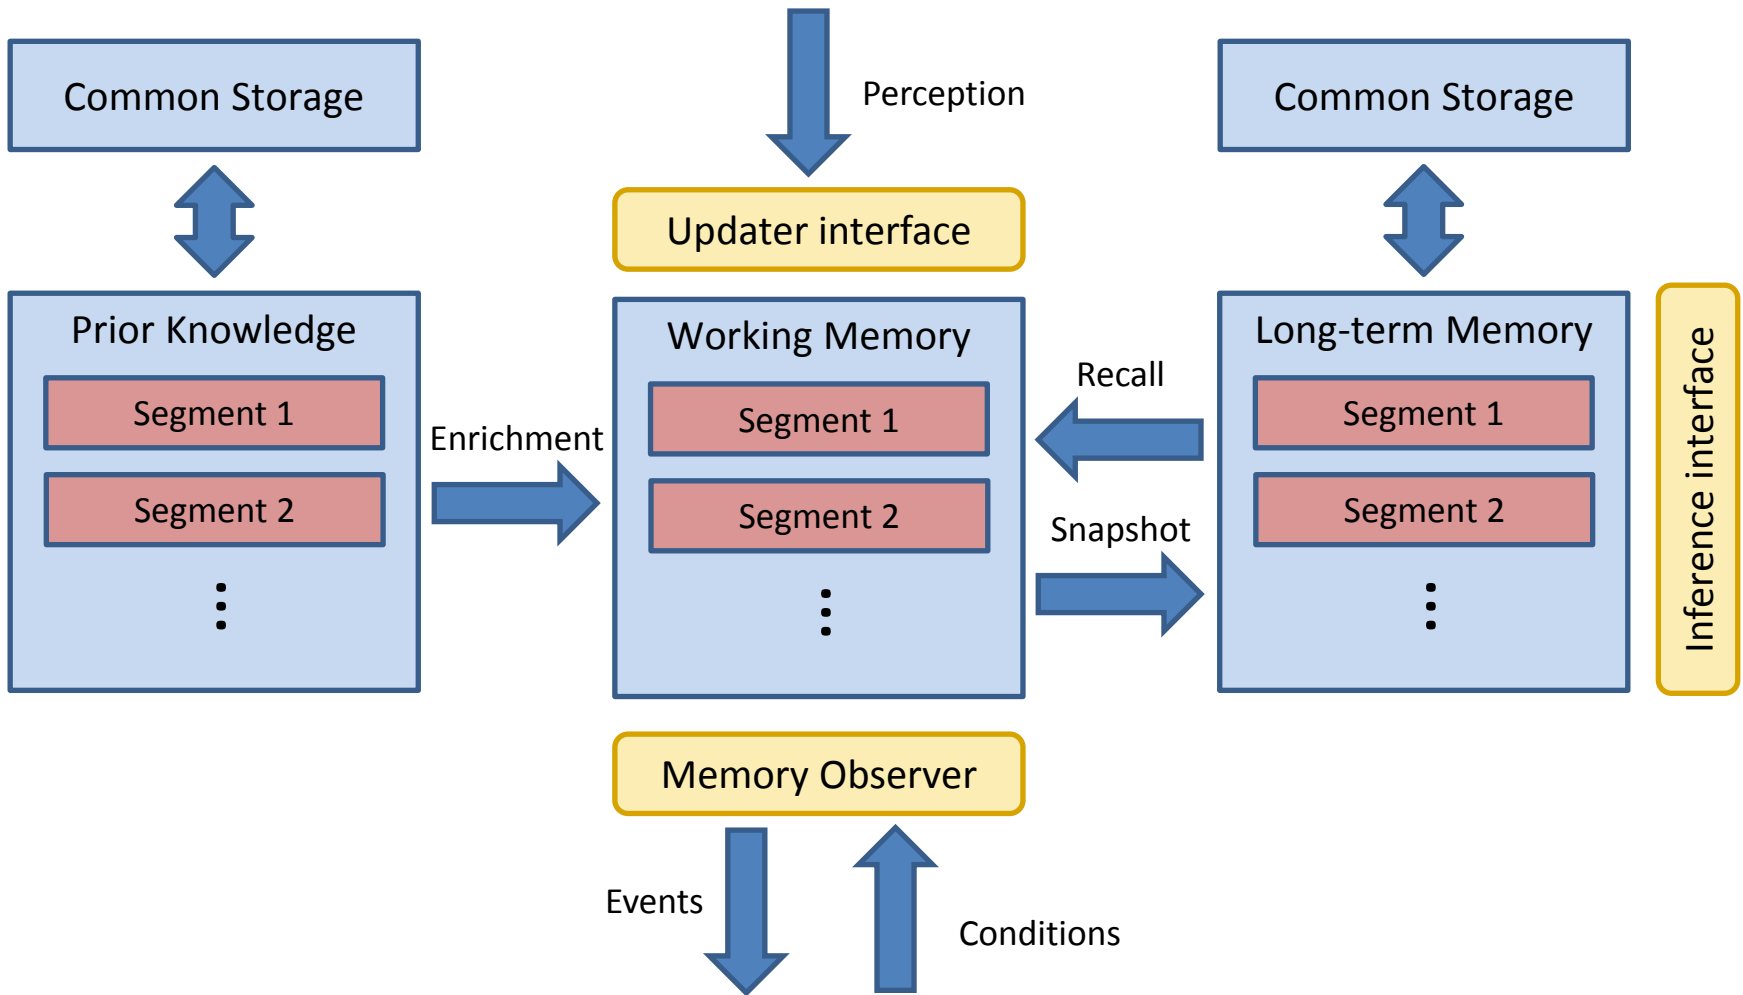 Common Storage
Perception
Common Storage
Updater interface
Prior Knowledge
Segment 1
Segment 2
Enrichment
Working Memory
Segment 1
Segment 2
Recall
Snapshot
Long-term Memory
Segment 1
Segment 2
Inference interface
Memory Observer
Events
Conditions